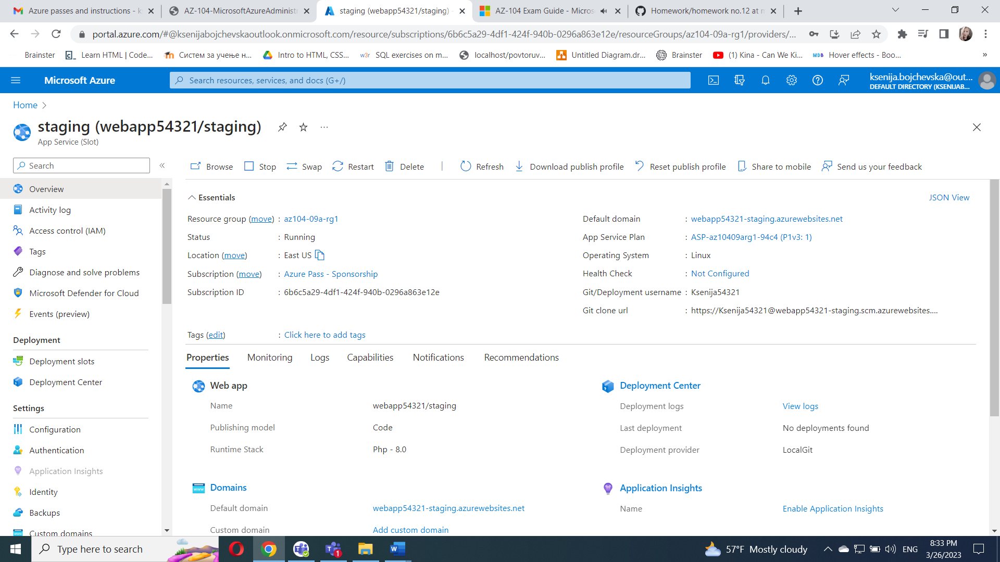 Azure passes and instructions - k
AZ-104-MicrosoftAzureAdministr
staging (webapp54321/staging) -
AZ-104 Exam Guide - Micros
Homework/homework no.12 at m
portal.azure.com/#@ksenijabojchevskaoutlook.onmicrosoft.com/resource/subscriptions/6b6c5a29-4df1-424f-940b-0296a863e12e/resourceGroups/az104-09a-rg1/providers/...
Brainster
Learn HTML | Code...
Систем за учење н...
Intro to HTML, CSS...
SQL exercises on m...
localhost/povtoruv...
Untitled Diagram.dr...
Brainster
(1) Kina - Can We Ki...
Hover effects - Boo...
»
Microsoft Azure
Search resources, services, and docs (G+/)
ksenija.bojchevska@out...
DEFAULT DIRECTORY (KSENIJAB...
Home >
staging (webapp54321/staging)
App Service (Slot)
Search
«
Browse
Stop
Swap
Restart
Delete
Refresh
Download publish profile
Reset publish profile
Share to mobile
Send us your feedback
Overview
Activity log
Access control (IAM)
Tags
Diagnose and solve problems
Microsoft Defender for Cloud
Events (preview)
Deployment
Deployment slots
Deployment Center
Settings
Configuration
Authentication
Application Insights
Identity
Backups
Custom domains
Essentials
JSON View
Resource group (move) : az104-09a-rg1
Status : Running
Location (move) : East US
Subscription (move) : Azure Pass - Sponsorship
Subscription ID : 6b6c5a29-4df1-424f-940b-0296a863e12e
Default domain : webapp54321-staging.azurewebsites.net
App Service Plan : ASP-az10409arg1-94c4 (P1v3: 1)
Operating System : Linux
Health Check : Not Configured
Git/Deployment username : Ksenija54321
Git clone url : https://Ksenija54321@webapp54321-staging.scm.azurewebsites....
Tags (edit) : Click here to add tags
Properties
Monitoring
Logs
Capabilities
Notifications
Recommendations
Web app
Name webapp54321/staging
Publishing model Code
Runtime Stack Php - 8.0
Domains
Default domain webapp54321-staging.azurewebsites.net
Custom domain Add custom domain
Deployment Center
Deployment logs View logs
Last deployment No deployments found
Deployment provider LocalGit
Application Insights
Name Enable Application Insights
Type here to search
57°F Mostly cloudy
ENG
8:33 PM
3/26/2023